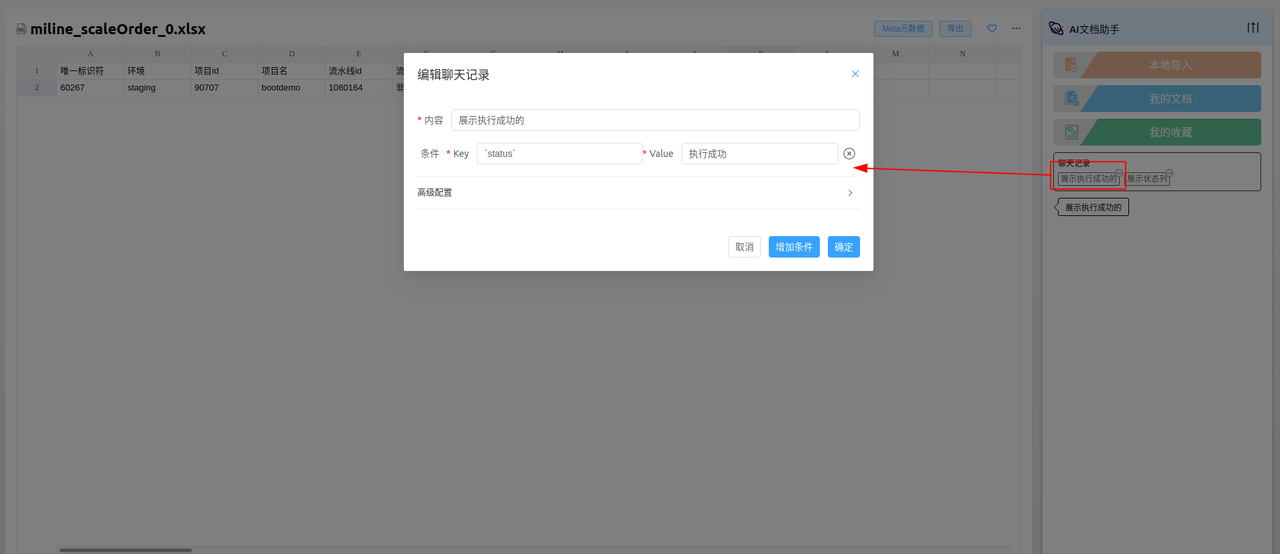 miline_scaleOrder_0.xlsx
Meta元数据 导出
A B C D E M N
1 唯一标识符 环境 项目id 项目名 流水线id
2 60267 staging 90707 bootdemo 1080164
编辑聊天记录
* 内容 展示执行成功的
条件 * Key `status` * Value 执行成功
高级配置
取消 增加条件 确定
AI文档助手
本地导入
我的文档
我的收藏
聊天记录
展示执行成功的 展示状态列
展示执行成功的